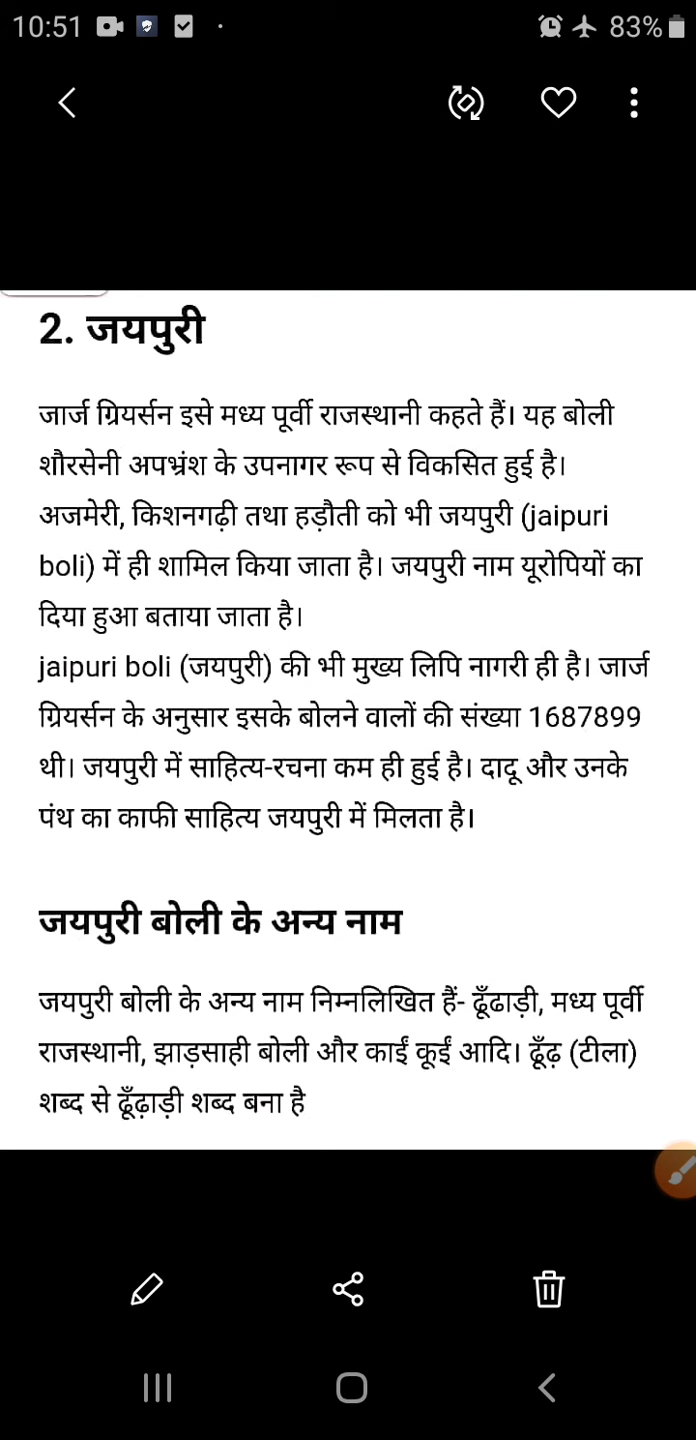 10:51
83%
2. जयपुरी
जार्ज ग्रियर्सन इसे मध्य पूर्वी राजस्थानी कहते हैं। यह बोली
शौरसेनी अपभ्रंश के उपनागर रूप से विकसित हुई है।
अजमेरी, किशनगढ़ी तथा हड़ौती को भी जयपुरी (jaipuri
boli) में ही शामिल किया जाता है। जयपुरी नाम यूरोपियों का
दिया हुआ बताया जाता है।
jaipuri boli (जयपुरी) की भी मुख्य लिपि नागरी ही है। जार्ज
ग्रियर्सन के अनुसार इसके बोलने वालों की संख्या 1687899
थी। जयपुरी में साहित्य-रचना कम ही हुई है। दादू और उनके
पंथ का काफी साहित्य जयपुरी में मिलता है।
जयपुरी बोली के अन्य नाम
जयपुरी बोली के अन्य नाम निम्नलिखित हैं- ढूँढाड़ी, मध्य पूर्वी
राजस्थानी, झाड़साही बोली और काईं कूईं आदि। ढूँढ़ (टीला)
शब्द से ढूँढ़ाड़ी शब्द बना है